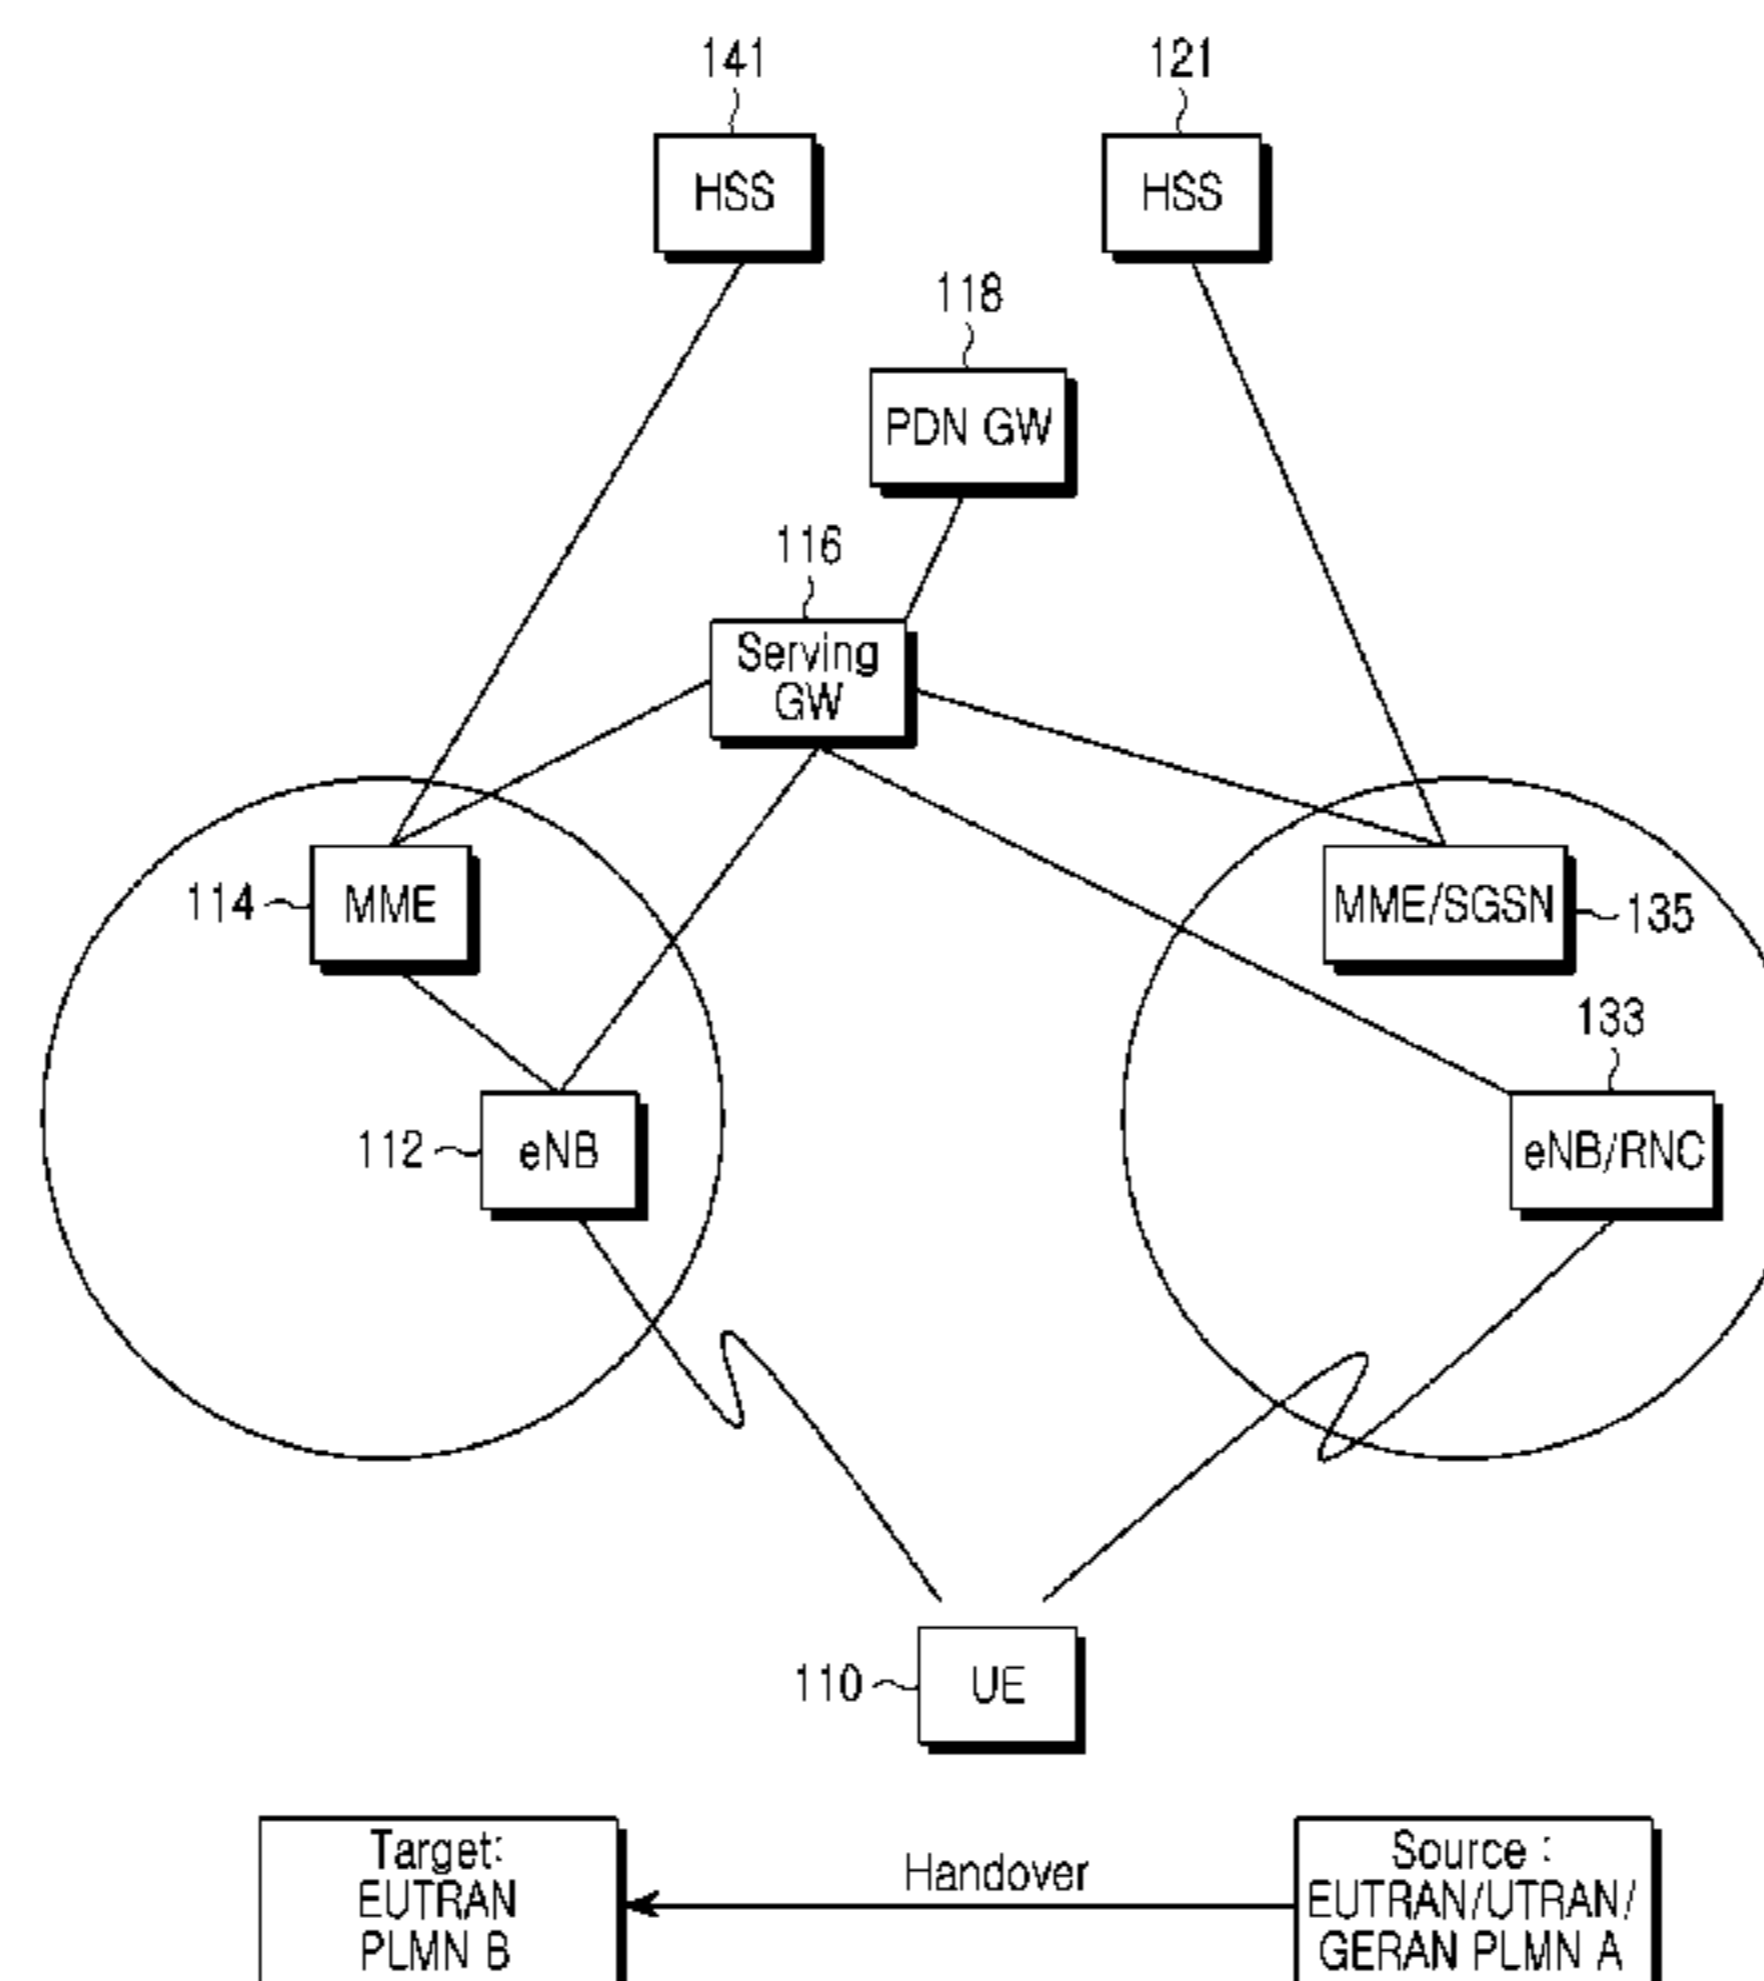 141
121
HSS
HSS
118
PDN GW
116
Serving
GW
114
MME
MME/SGSN
135
133
112
eNB
eNB/RNC
110
UE
Target:
EUTRAN
PLMN B
Handover
Source :
EUTRAN/UTRAN/
GERAN PLMN A